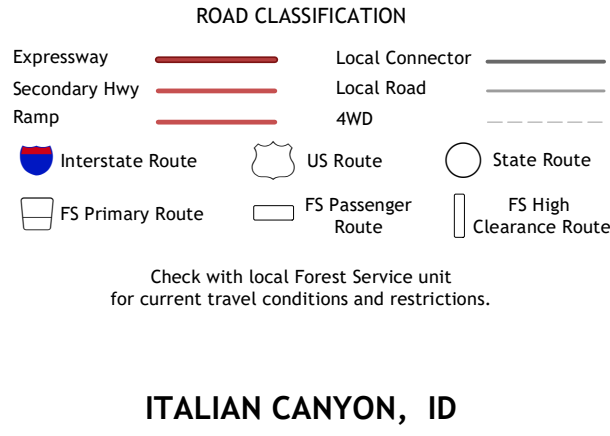 ROAD CLASSIFICATION
Expressway
Local Connector
Secondary Hwy
Local Road
Ramp
4WD
Interstate Route
US Route
State Route
FS Primary Route
FS Passenger
Route
FS High
Clearance Route
Check with local Forest Service unit
for current travel conditions and restrictions.
ITALIAN CANYON, ID